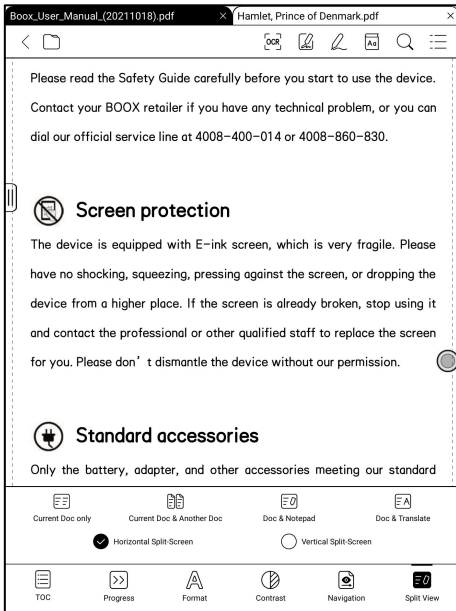 Boox_User_Manual_(20211018).pdf ×
Hamlet, Prince of Denmark.pdf ×
OCR Aa
Please read the Safety Guide carefully before you start to use the device.
Contact your BOOX retailer if you have any technical problem, or you can
dial our official service line at 4008-400-014 or 4008-860-830.
Screen protection
The device is equipped with E-ink screen, which is very fragile. Please
have no shocking, squeezing, pressing against the screen, or dropping the
device from a higher place. If the screen is already broken, stop using it
and contact the professional or other qualified staff to replace the screen
for you. Please don't dismantle the device without our permission.
Standard accessories
Only the battery, adapter, and other accessories meeting our standard
Current Doc only Current Doc & Another Doc Doc & Notepad Doc & Translate
Horizontal Split-Screen Vertical Split-Screen
TOC Progress Format Contrast Navigation Split View